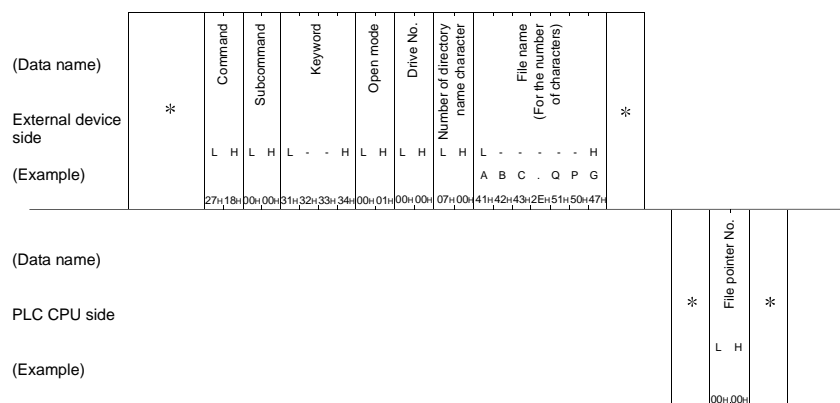 (Data name)
External device
side
(Example)
*
Command
L H
27H 18H
Subcommand
L H
00H 00H
Keyword
L - - H
31H 32H 33H 34H
Open mode
L H
00H 01H
Drive No.
L H
00H 00H
Number of directory
name character
L H
07H 00H
File name
(For the number
of characters)
L - - - - - H
A B C . Q P G
41H 42H 43H 2EH 51H 50H 47H
*
(Data name)
PLC CPU side
(Example)
*
File pointer No.
L H
00H 00H
*